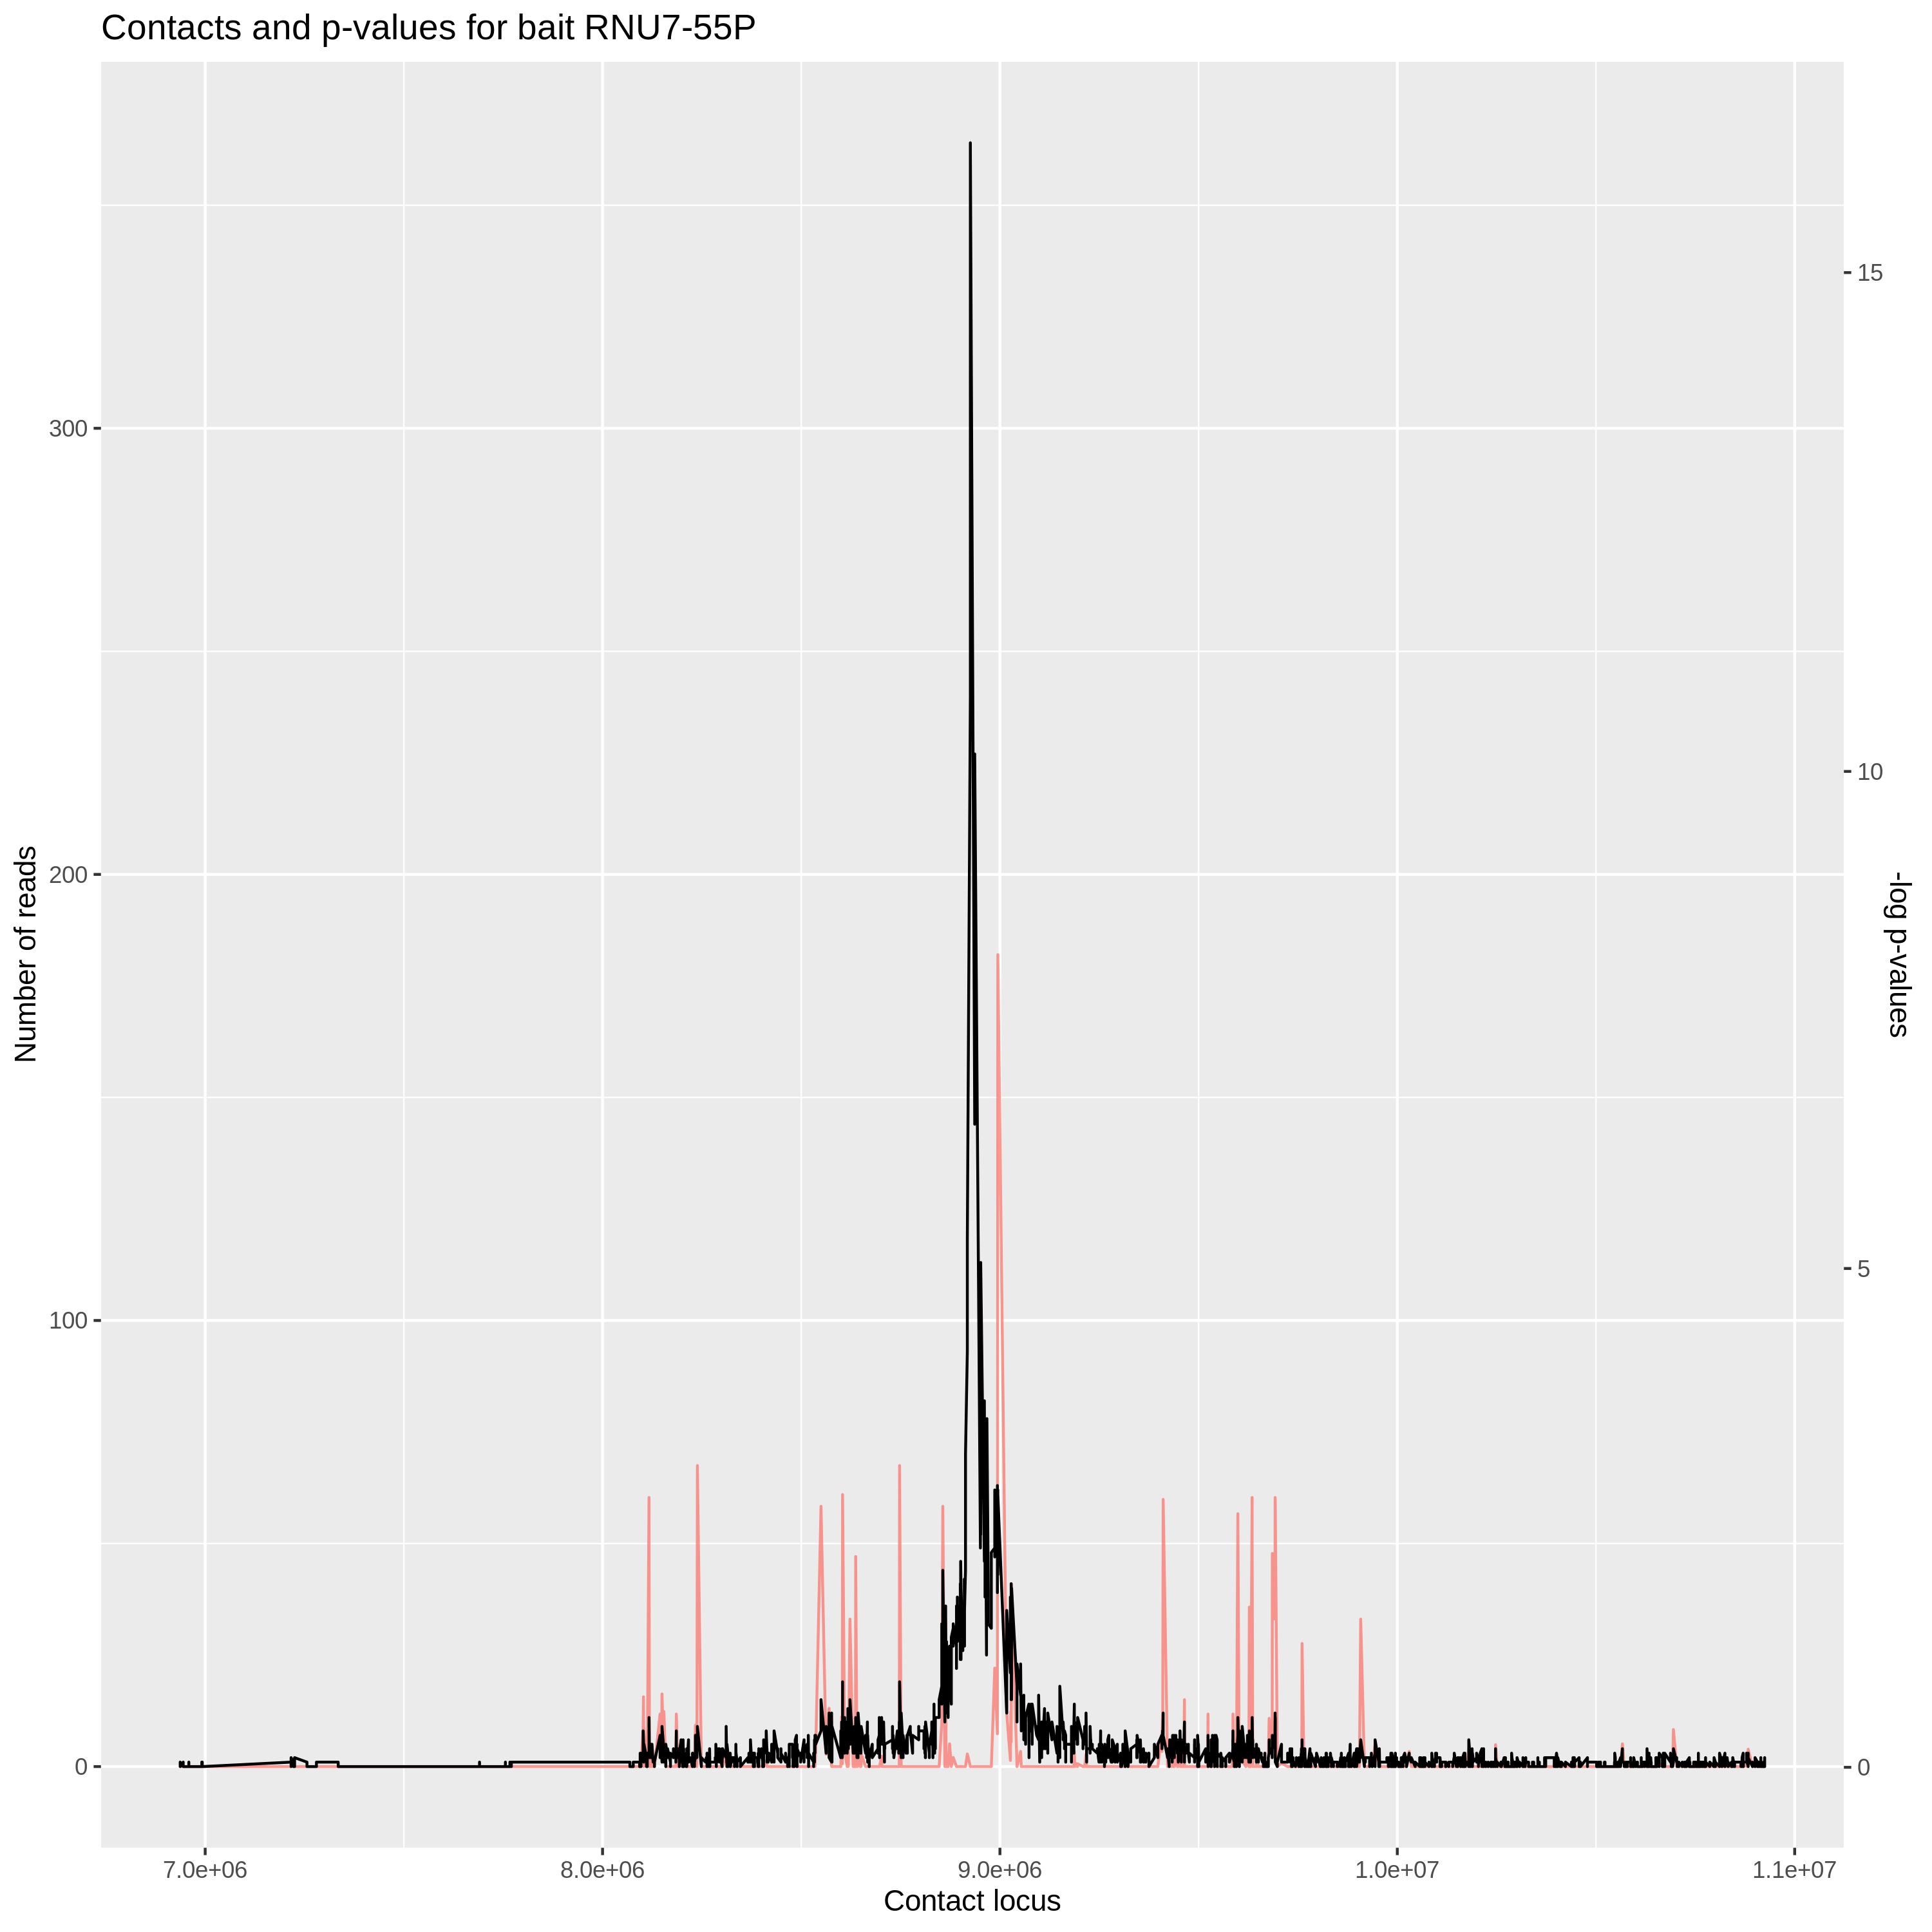 Contacts and p-values for bait RNU7-55P
Number of reads
300
200
100
0
15
10
5
0
-log p-values
7.0e+06
8.0e+06
9.0e+06
1.0e+07
1.1e+07
Contact locus